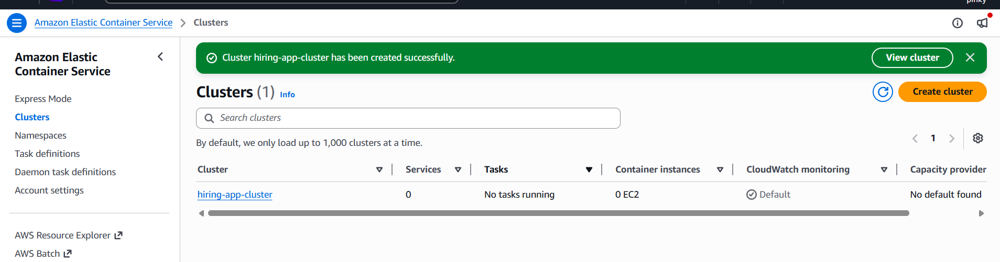 pinky
Amazon Elastic Container Service > Clusters
Amazon Elastic
Container Service
Express Mode
Clusters
Namespaces
Task definitions
Daemon task definitions
Account settings
AWS Resource Explorer
AWS Batch
Cluster hiring-app-cluster has been created successfully.
View cluster
Clusters (1) Info
Create cluster
Search clusters
By default, we only load up to 1,000 clusters at a time.
1
Cluster Services Tasks Container instances CloudWatch monitoring Capacity provider
hiring-app-cluster 0 No tasks running 0 EC2 Default No default found